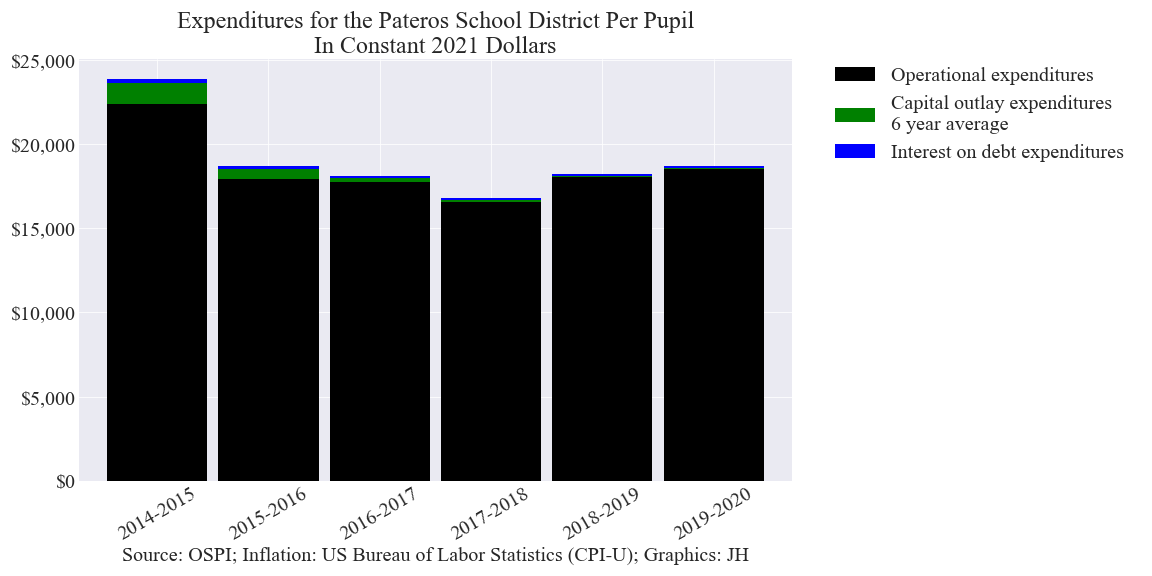 Expenditures for the Pateros School District Per Pupil
In Constant 2021 Dollars
$25,000
$20,000
$15,000
$10,000
$5,000
$0
2014-2015
2015-2016
2016-2017
2017-2018
2018-2019
2019-2020
Operational expenditures
Capital outlay expenditures
6 year average
Interest on debt expenditures
Source: OSPI; Inflation: US Bureau of Labor Statistics (CPI-U); Graphics: JH